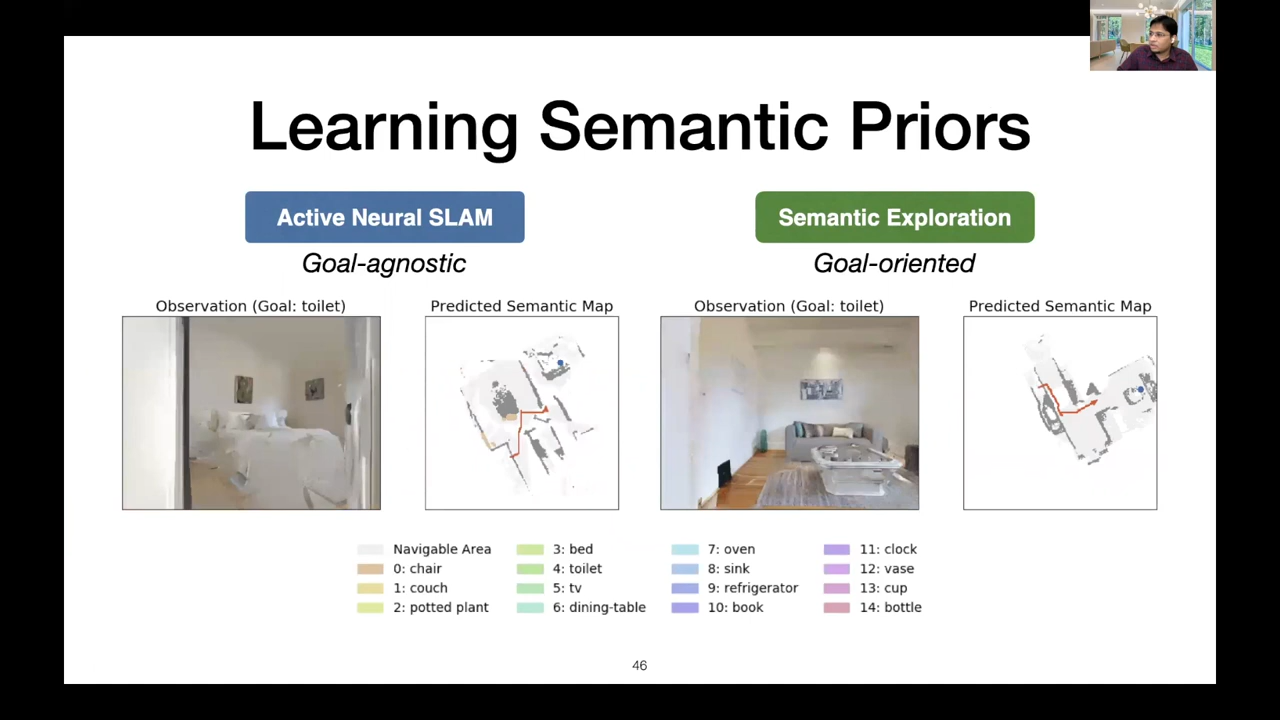 Learning Semantic Priors
Active Neural SLAM
Goal-agnostic
Observation (Goal: toilet)
Predicted Semantic Map
Semantic Exploration
Goal-oriented
Observation (Goal: toilet)
Predicted Semantic Map
Navigable Area
0: chair
1: couch
2: potted plant
3: bed
4: toilet
5: tv
6: dining-table
7: oven
8: sink
9: refrigerator
10: book
11: clock
12: vase
13: cup
14: bottle
46